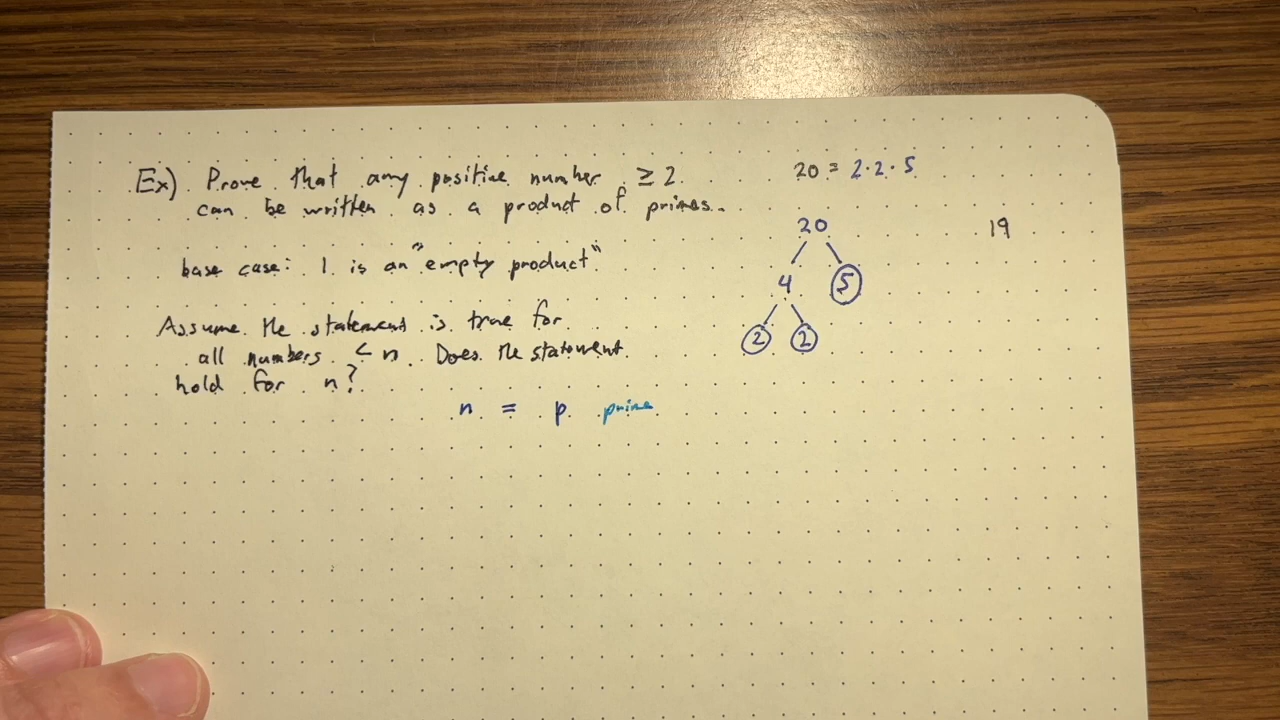 Ex) Prove that any positive number ≥ 2
can be written as a product of primes.
base case: 1 is an "empty product"
Assume the statement is true for
all numbers < n. Does the statement
hold for n?
n = p prime
20 = 2·2·5
20
4 5
2 2
19